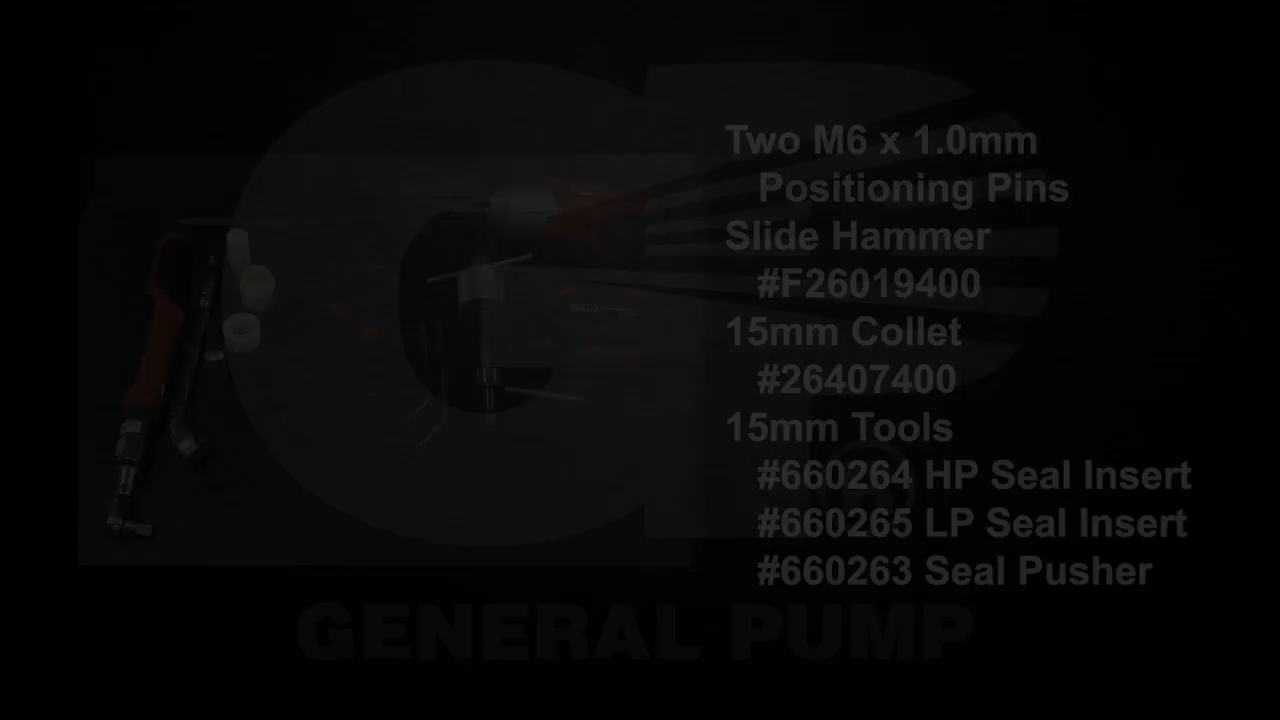 Two M6 x 1.0mm
Positioning Pins
Slide Hammer
#F26019400
15mm Collet
#26407400
15mm Tools
#660264 HP Seal Insert
#660265 LP Seal Insert
#660263 Seal Pusher
GENERAL PUMP